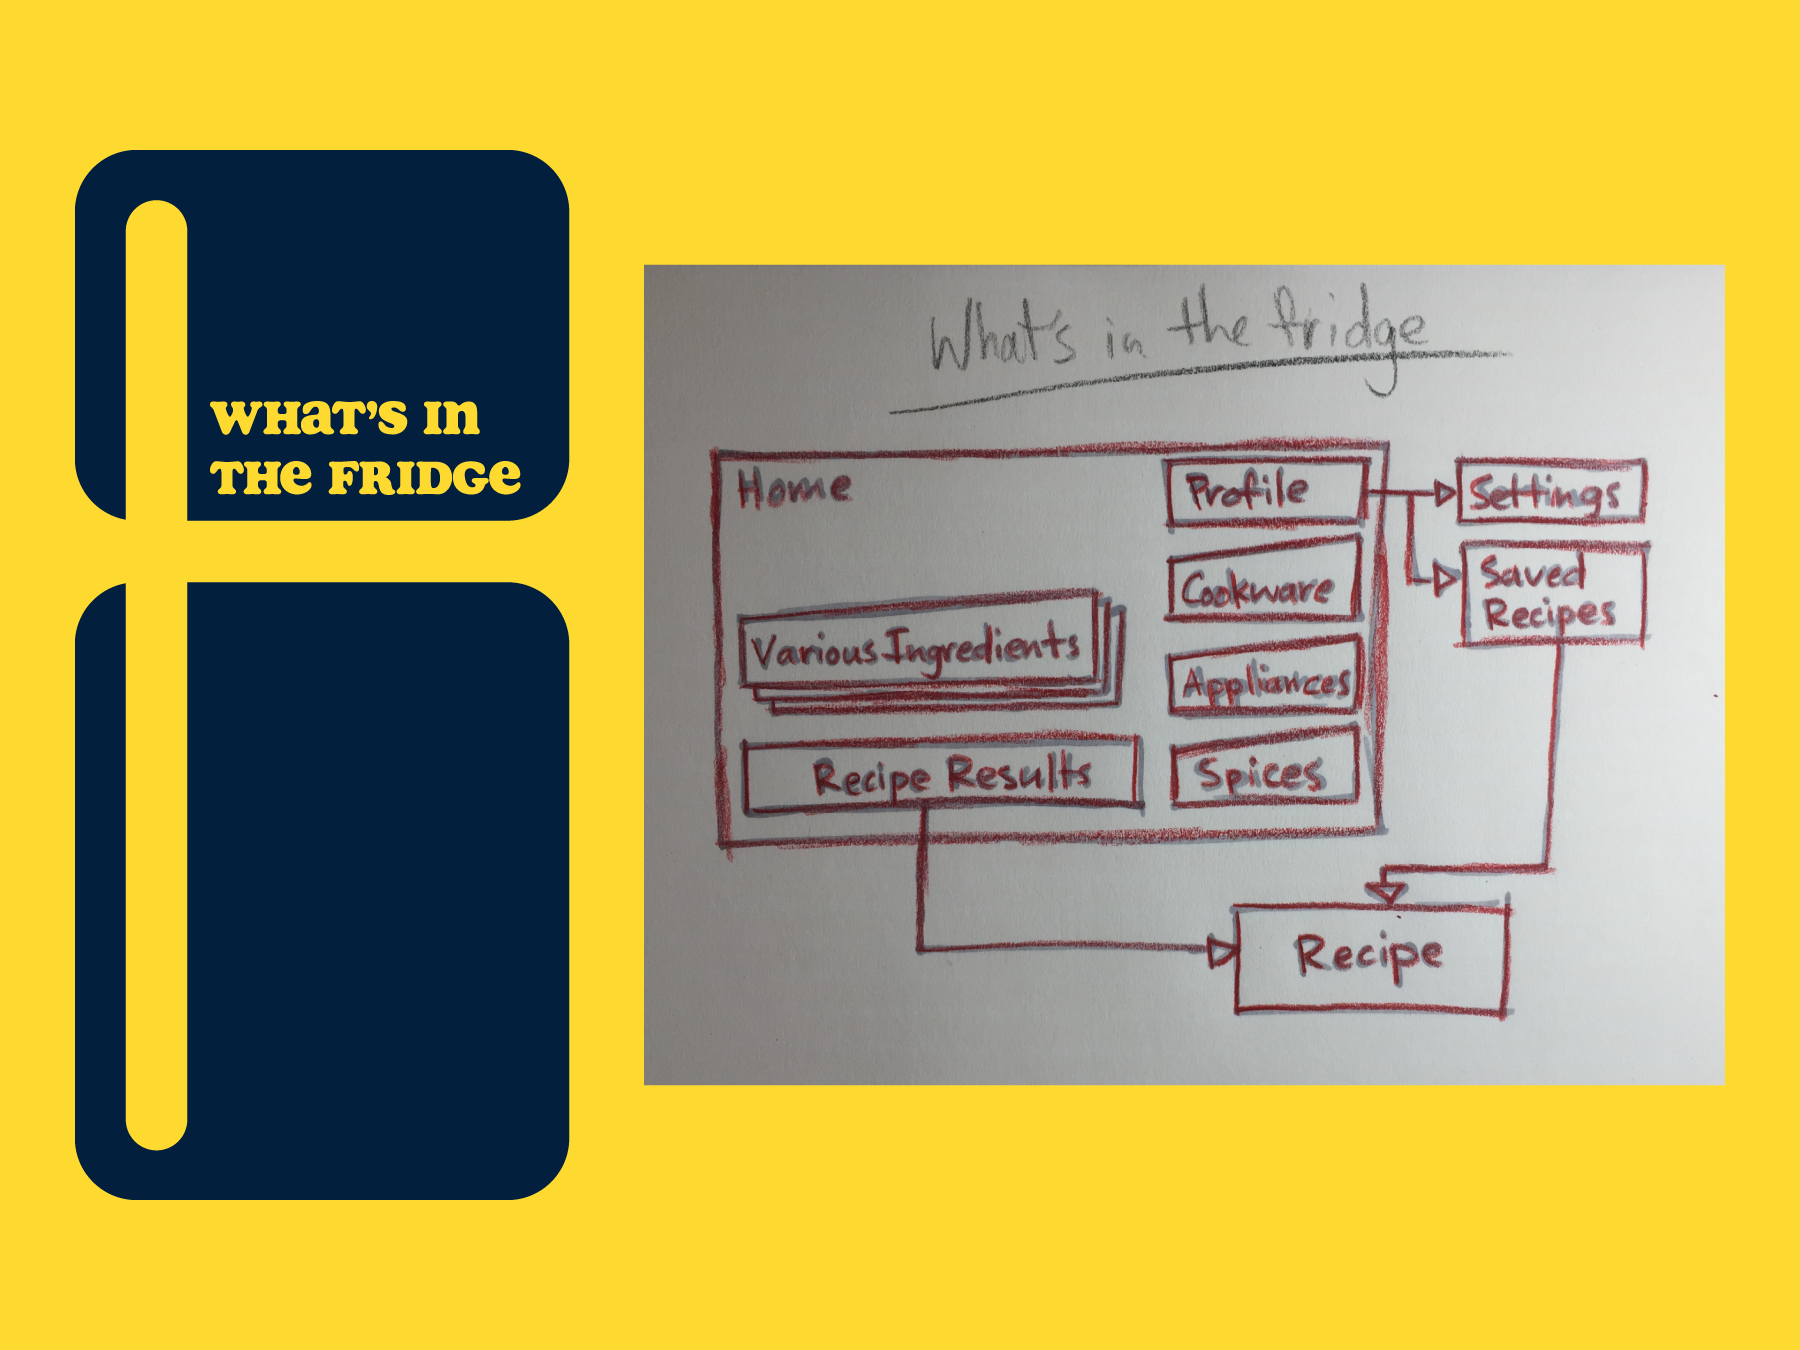 WHAT'S IN
THE FRIDGE
What's in the fridge
Home
Profile
Settings
Cookware
Saved
Recipes
Various Ingredients
Appliances
Recipe Results
Spices
Recipe